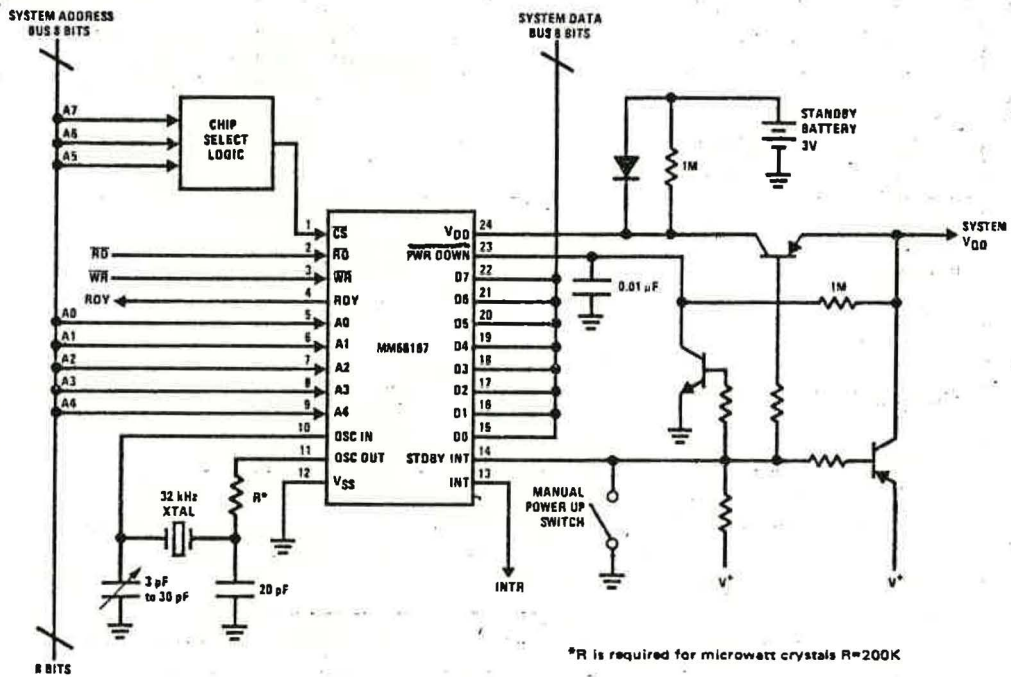 SYSTEM ADDRESS
BUS 8 BITS
SYSTEM DATA
BUS 8 BITS
A7
A6
A5
CHIP
SELECT
LOGIC
STANDBY
BATTERY
3V
1M
1 CS
2 RD
3 WR
4 RDY
5 A0
6 A1
7 A2
8 A3
9 A4
10 OSC IN
11 OSC OUT
12 VSS
RD
WR
RDY
A0
A1
A2
A3
A4
MM58167
VDD 24
PWR DOWN 23
D7 22
D6 21
D5 20
D4 19
D3 18
D2 17
D1 16
D0 15
STDBY INT 14
INT 13
SYSTEM
VDD
0.01 µF
1M
32 kHz
XTAL
R*
3 pF
to 30 pF
20 pF
MANUAL
POWER UP
SWITCH
INTR
V+
V+
8 BITS
*R is required for microwatt crystals R=200K